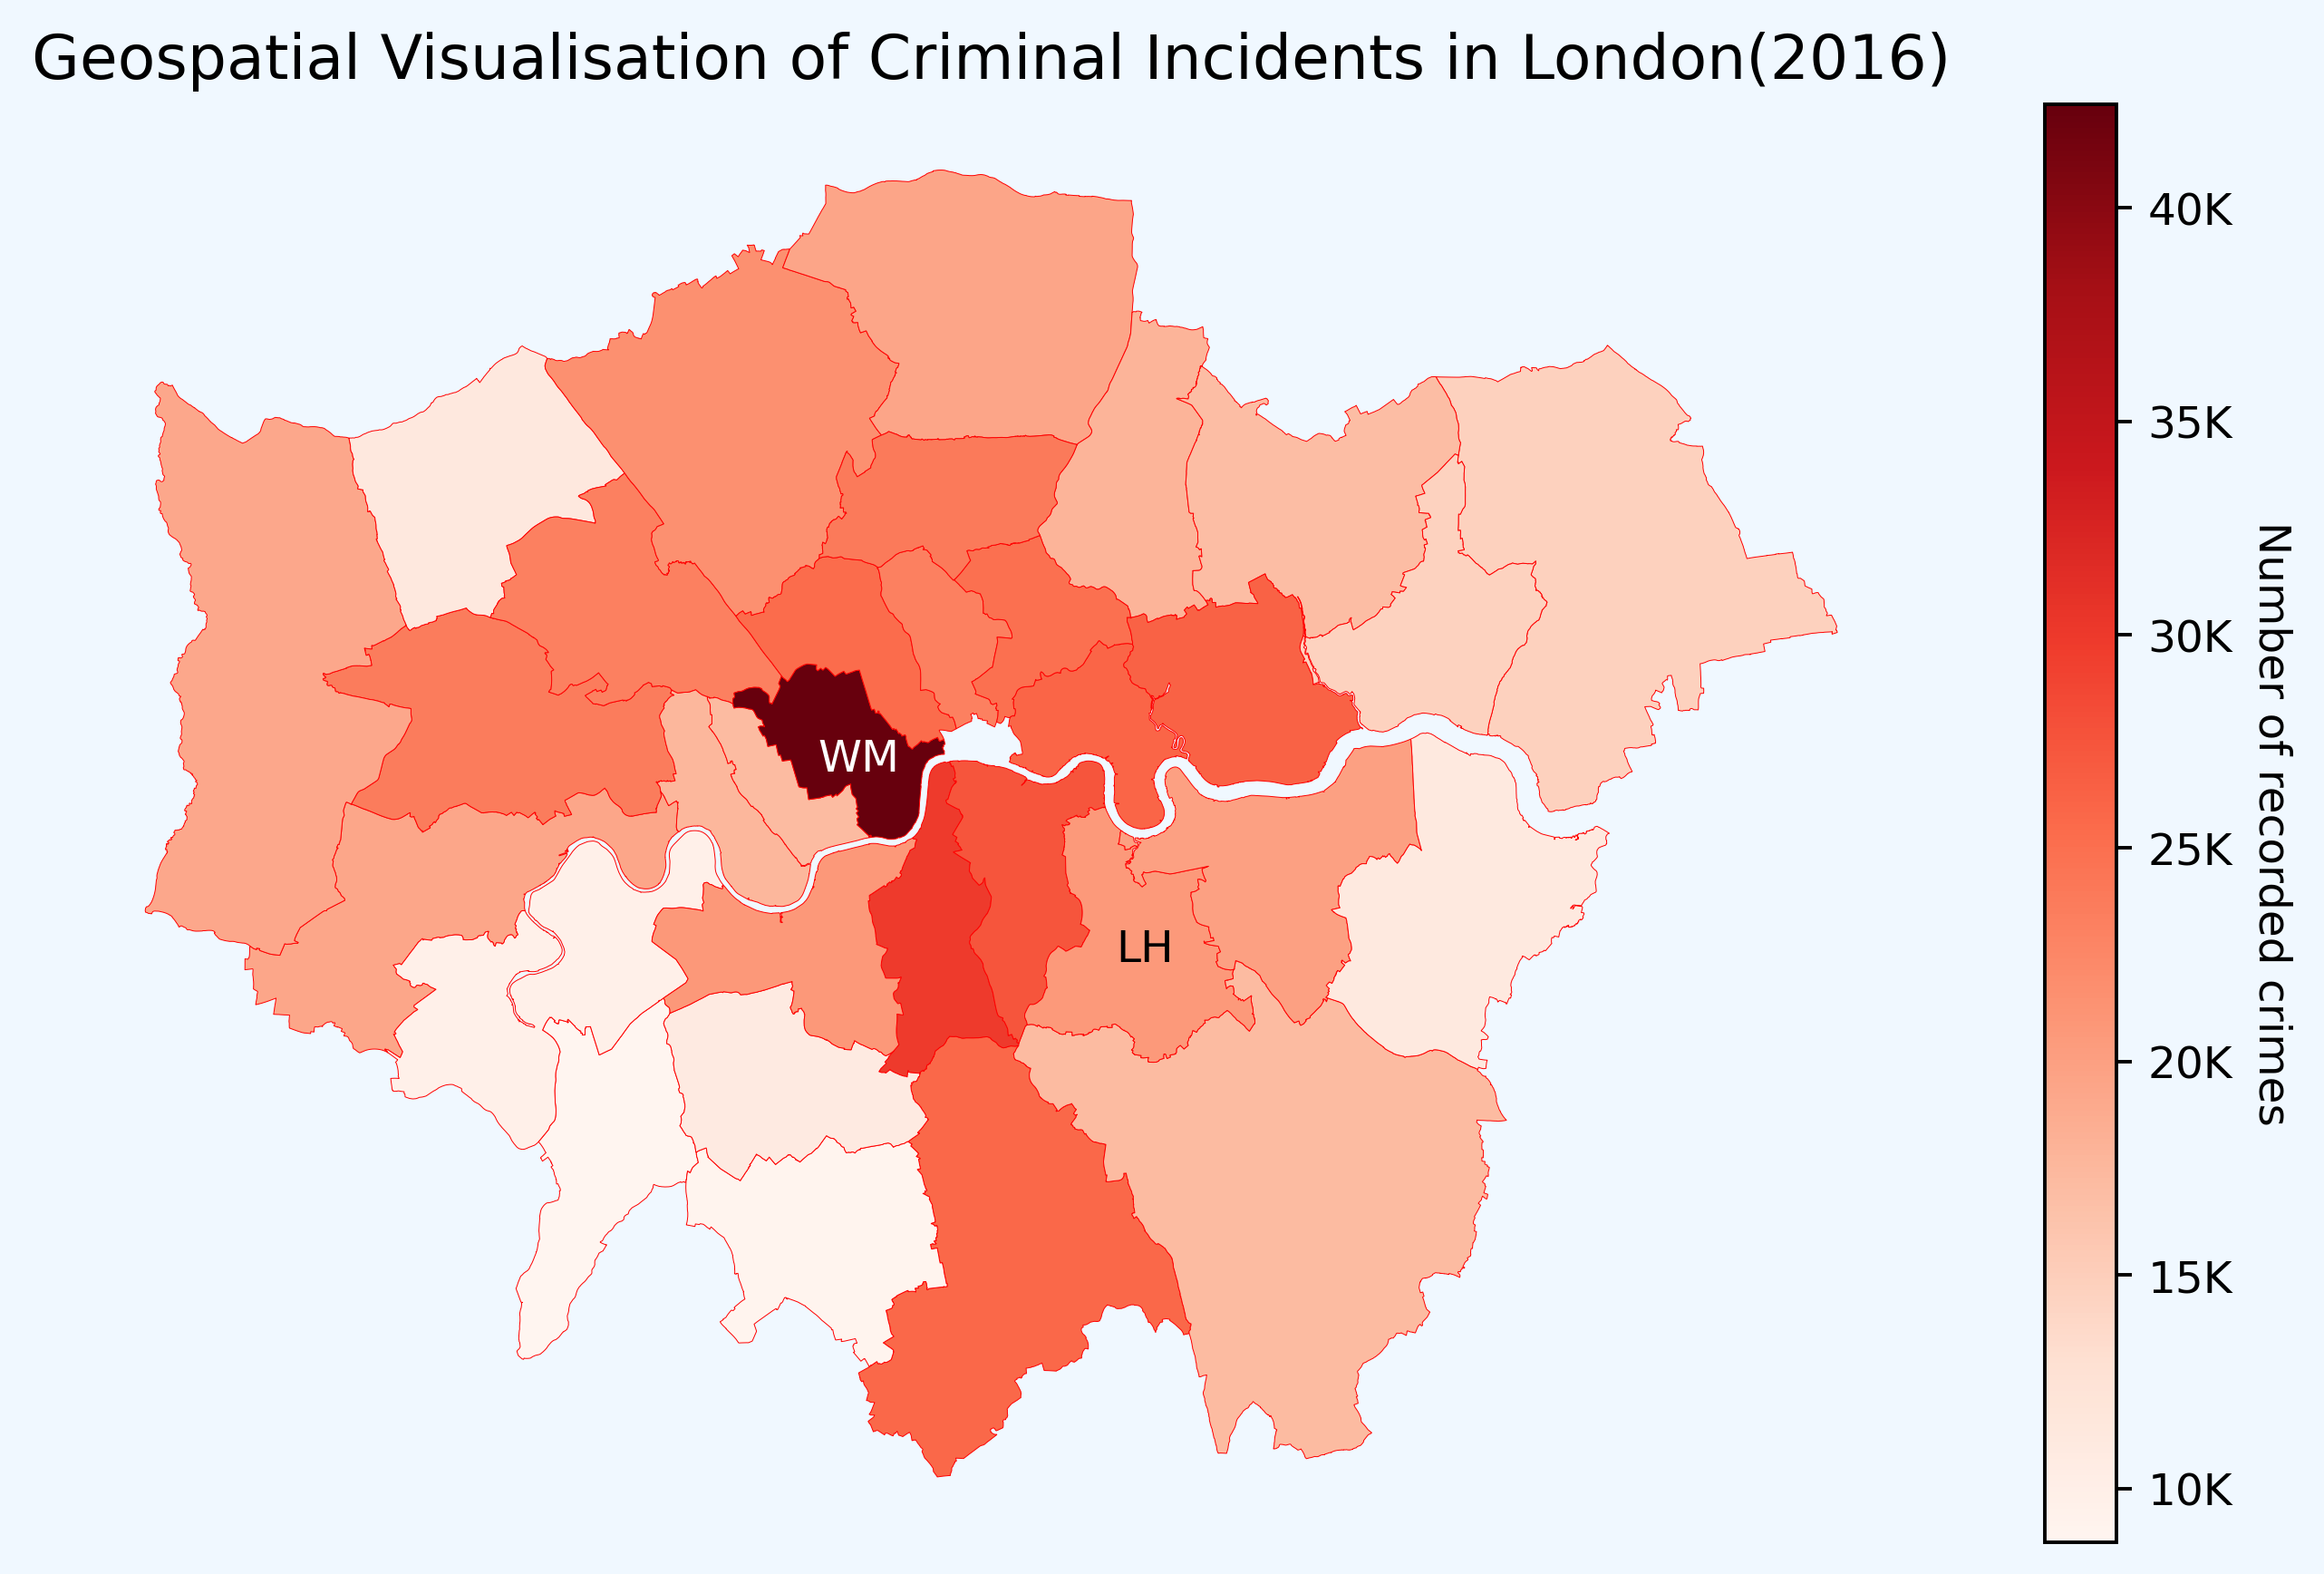 Geospatial Visualisation of Criminal Incidents in London(2016)
WM
LH
40K
35K
30K
25K
20K
15K
10K
Number of recorded crimes